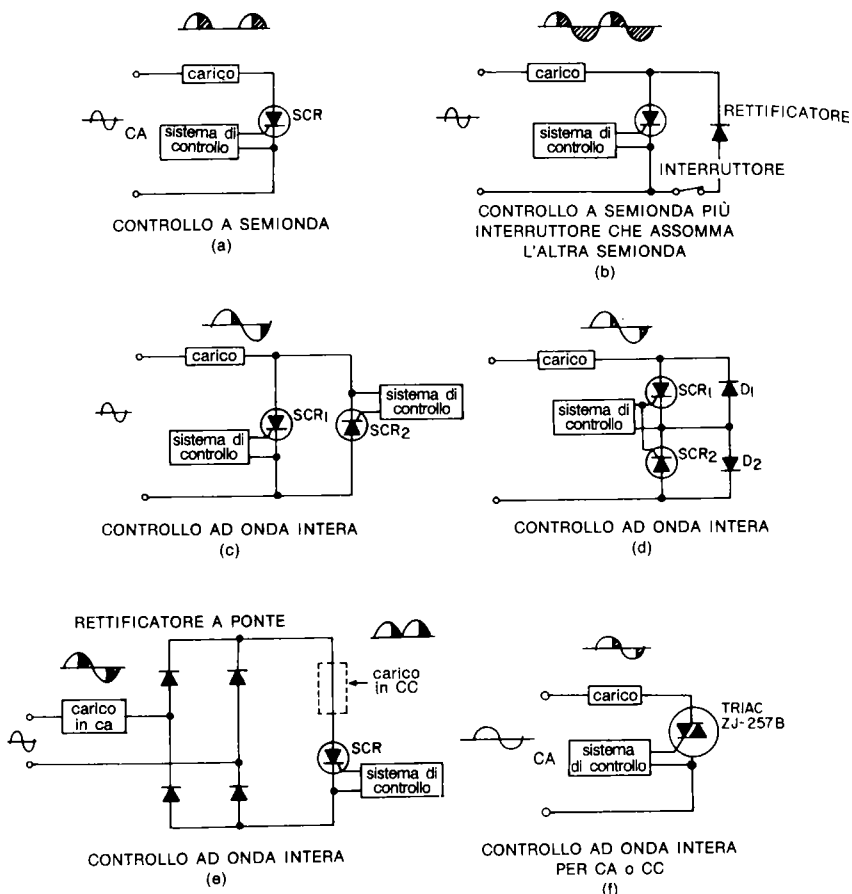 carico
SCR
CA
sistema di
controllo
CONTROLLO A SEMIONDA
(a)
carico
RETTIFICATORE
sistema di
controllo
INTERRUTTORE
CONTROLLO A SEMIONDA PIÙ
INTERRUTTORE CHE ASSOMMA
L'ALTRA SEMIONDA
(b)
carico
sistema di
controllo
SCR1
SCR2
sistema di
controllo
CONTROLLO AD ONDA INTERA
(c)
carico
SCR1
D1
sistema di
controllo
SCR2
D2
CONTROLLO AD ONDA INTERA
(d)
RETTIFICATORE A PONTE
carico
in ca
carico
in CC
SCR
sistema di
controllo
CONTROLLO AD ONDA INTERA
(e)
carico
TRIAC
ZJ-257B
CA
sistema
di controllo
CONTROLLO AD ONDA INTERA
PER CA o CC
(f)